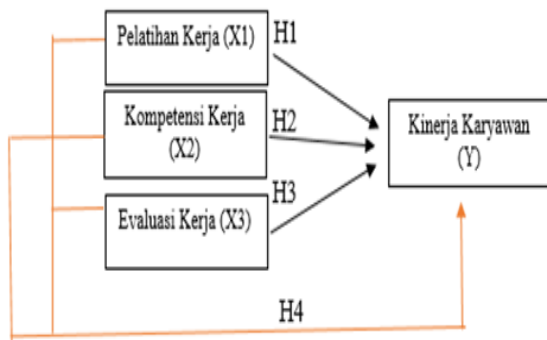 Pelatihan Kerja (X1)
H1
Kompetensi Kerja
(X2)
H2
Kinerja Karyawan
(Y)
H3
Evaluasi Kerja (X3)
H4